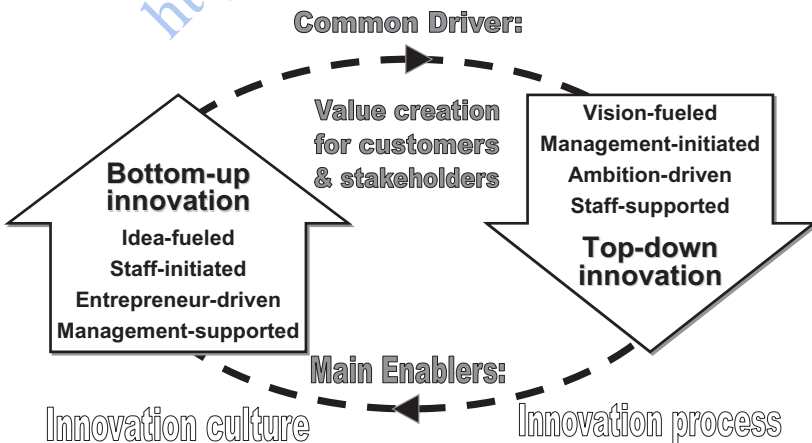 Common Driver:
Value creation
for customers
& stakeholders
Bottom-up
innovation
Idea-fueled
Staff-initiated
Entrepreneur-driven
Management-supported
Vision-fueled
Management-initiated
Ambition-driven
Staff-supported
Top-down
innovation
Main Enablers:
Innovation culture
Innovation process